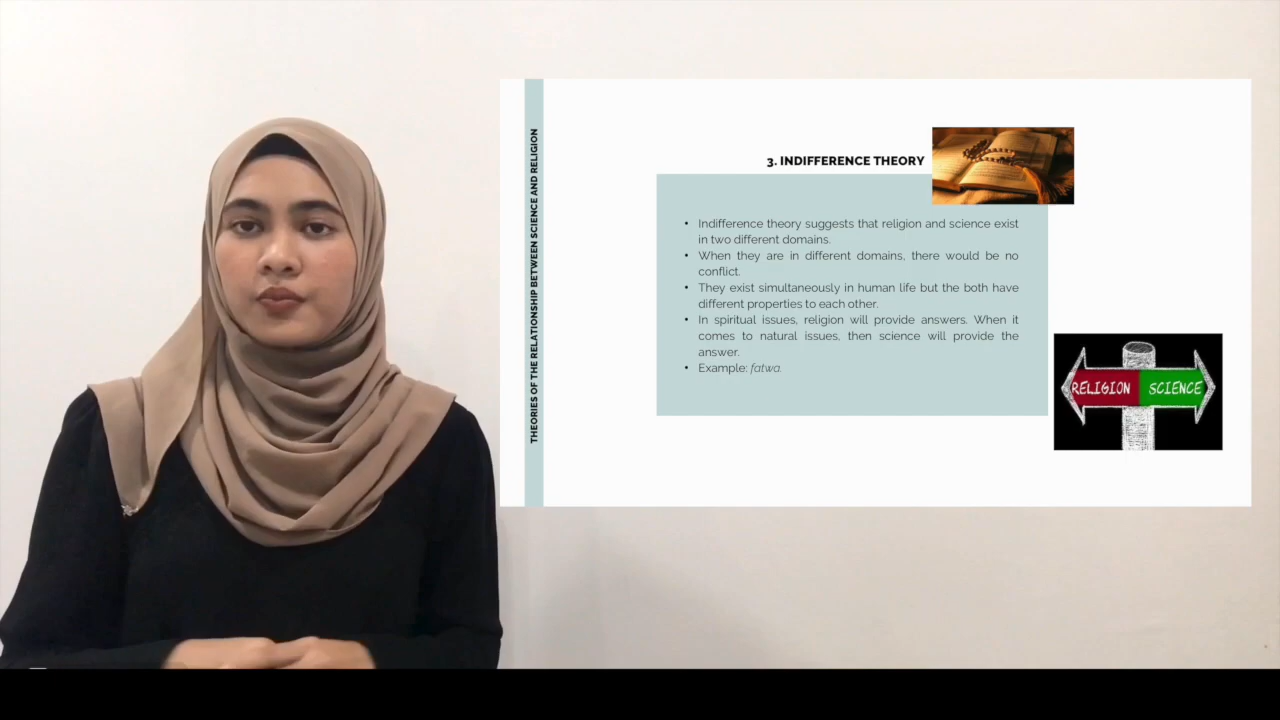 THEORIES OF THE RELATIONSHIP BETWEEN SCIENCE AND RELIGION
3. INDIFFERENCE THEORY
• Indifference theory suggests that religion and science exist
in two different domains.
• When they are in different domains, there would be no
conflict.
• They exist simultaneously in human life but the both have
different properties to each other.
• In spiritual issues, religion will provide answers. When it
comes to natural issues, then science will provide the
answer.
• Example: fatwa.
RELIGION SCIENCE